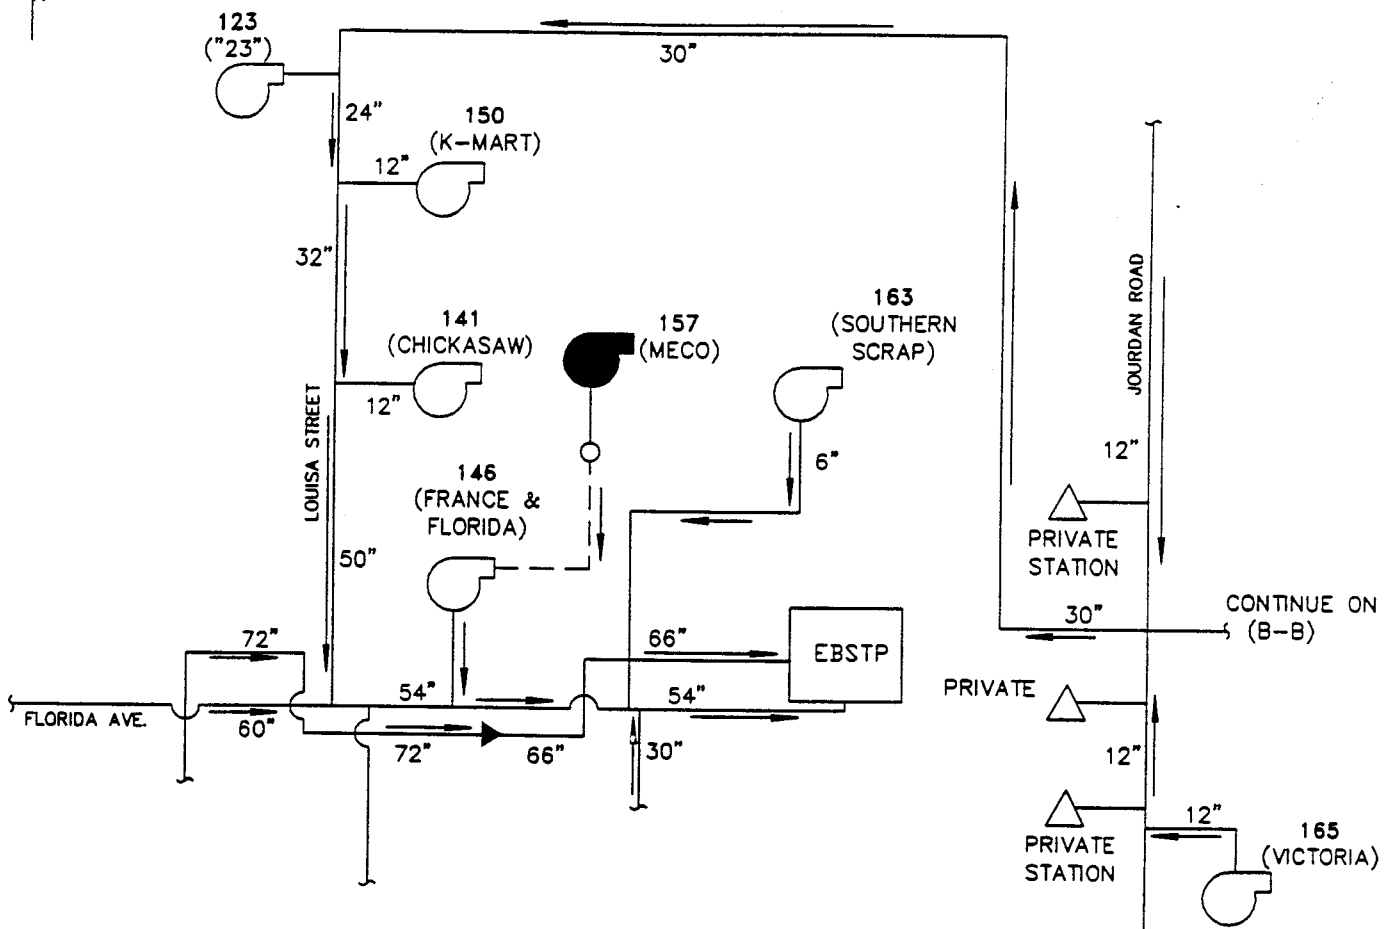 123
("23")
30"
24"
150
(K-MART)
12"
32"
JOURDAN ROAD
163
(SOUTHERN
SCRAP)
141
(CHICKASAW)
157
(MECO)
12"
LOUISA STREET
12"
6"
146
(FRANCE &
FLORIDA)
PRIVATE
STATION
50"
CONTINUE ON
(B-B)
30"
72"
66"
EBSTP
PRIVATE
54"
54"
FLORIDA AVE.
60"
72"
66"
30"
12"
12"
PRIVATE
STATION
165
(VICTORIA)